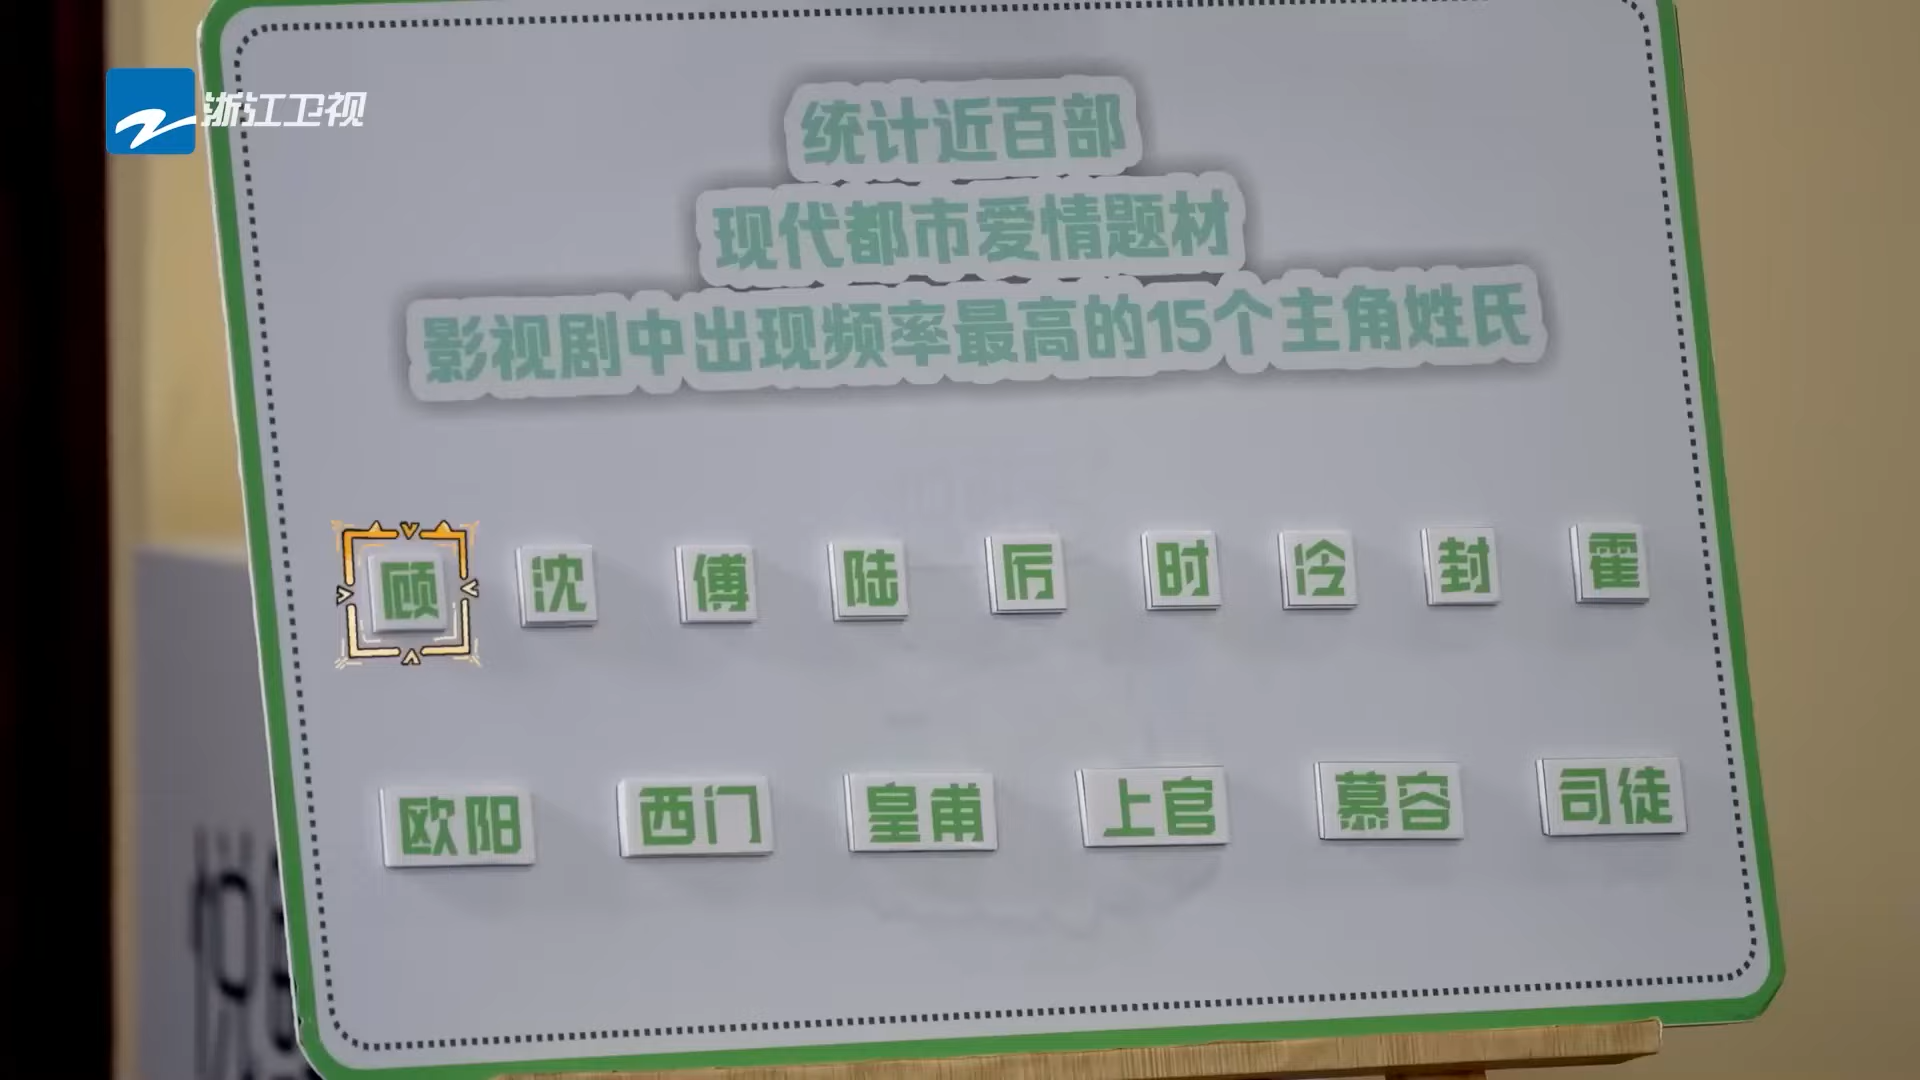 浙江卫视
统计近百部
现代都市爱情题材
影视剧中出现频率最高的15个主角姓氏
顾 沈 傅 陆 厉 时 冷 封 霍
欧阳 西门 皇甫 上官 慕容 司徒